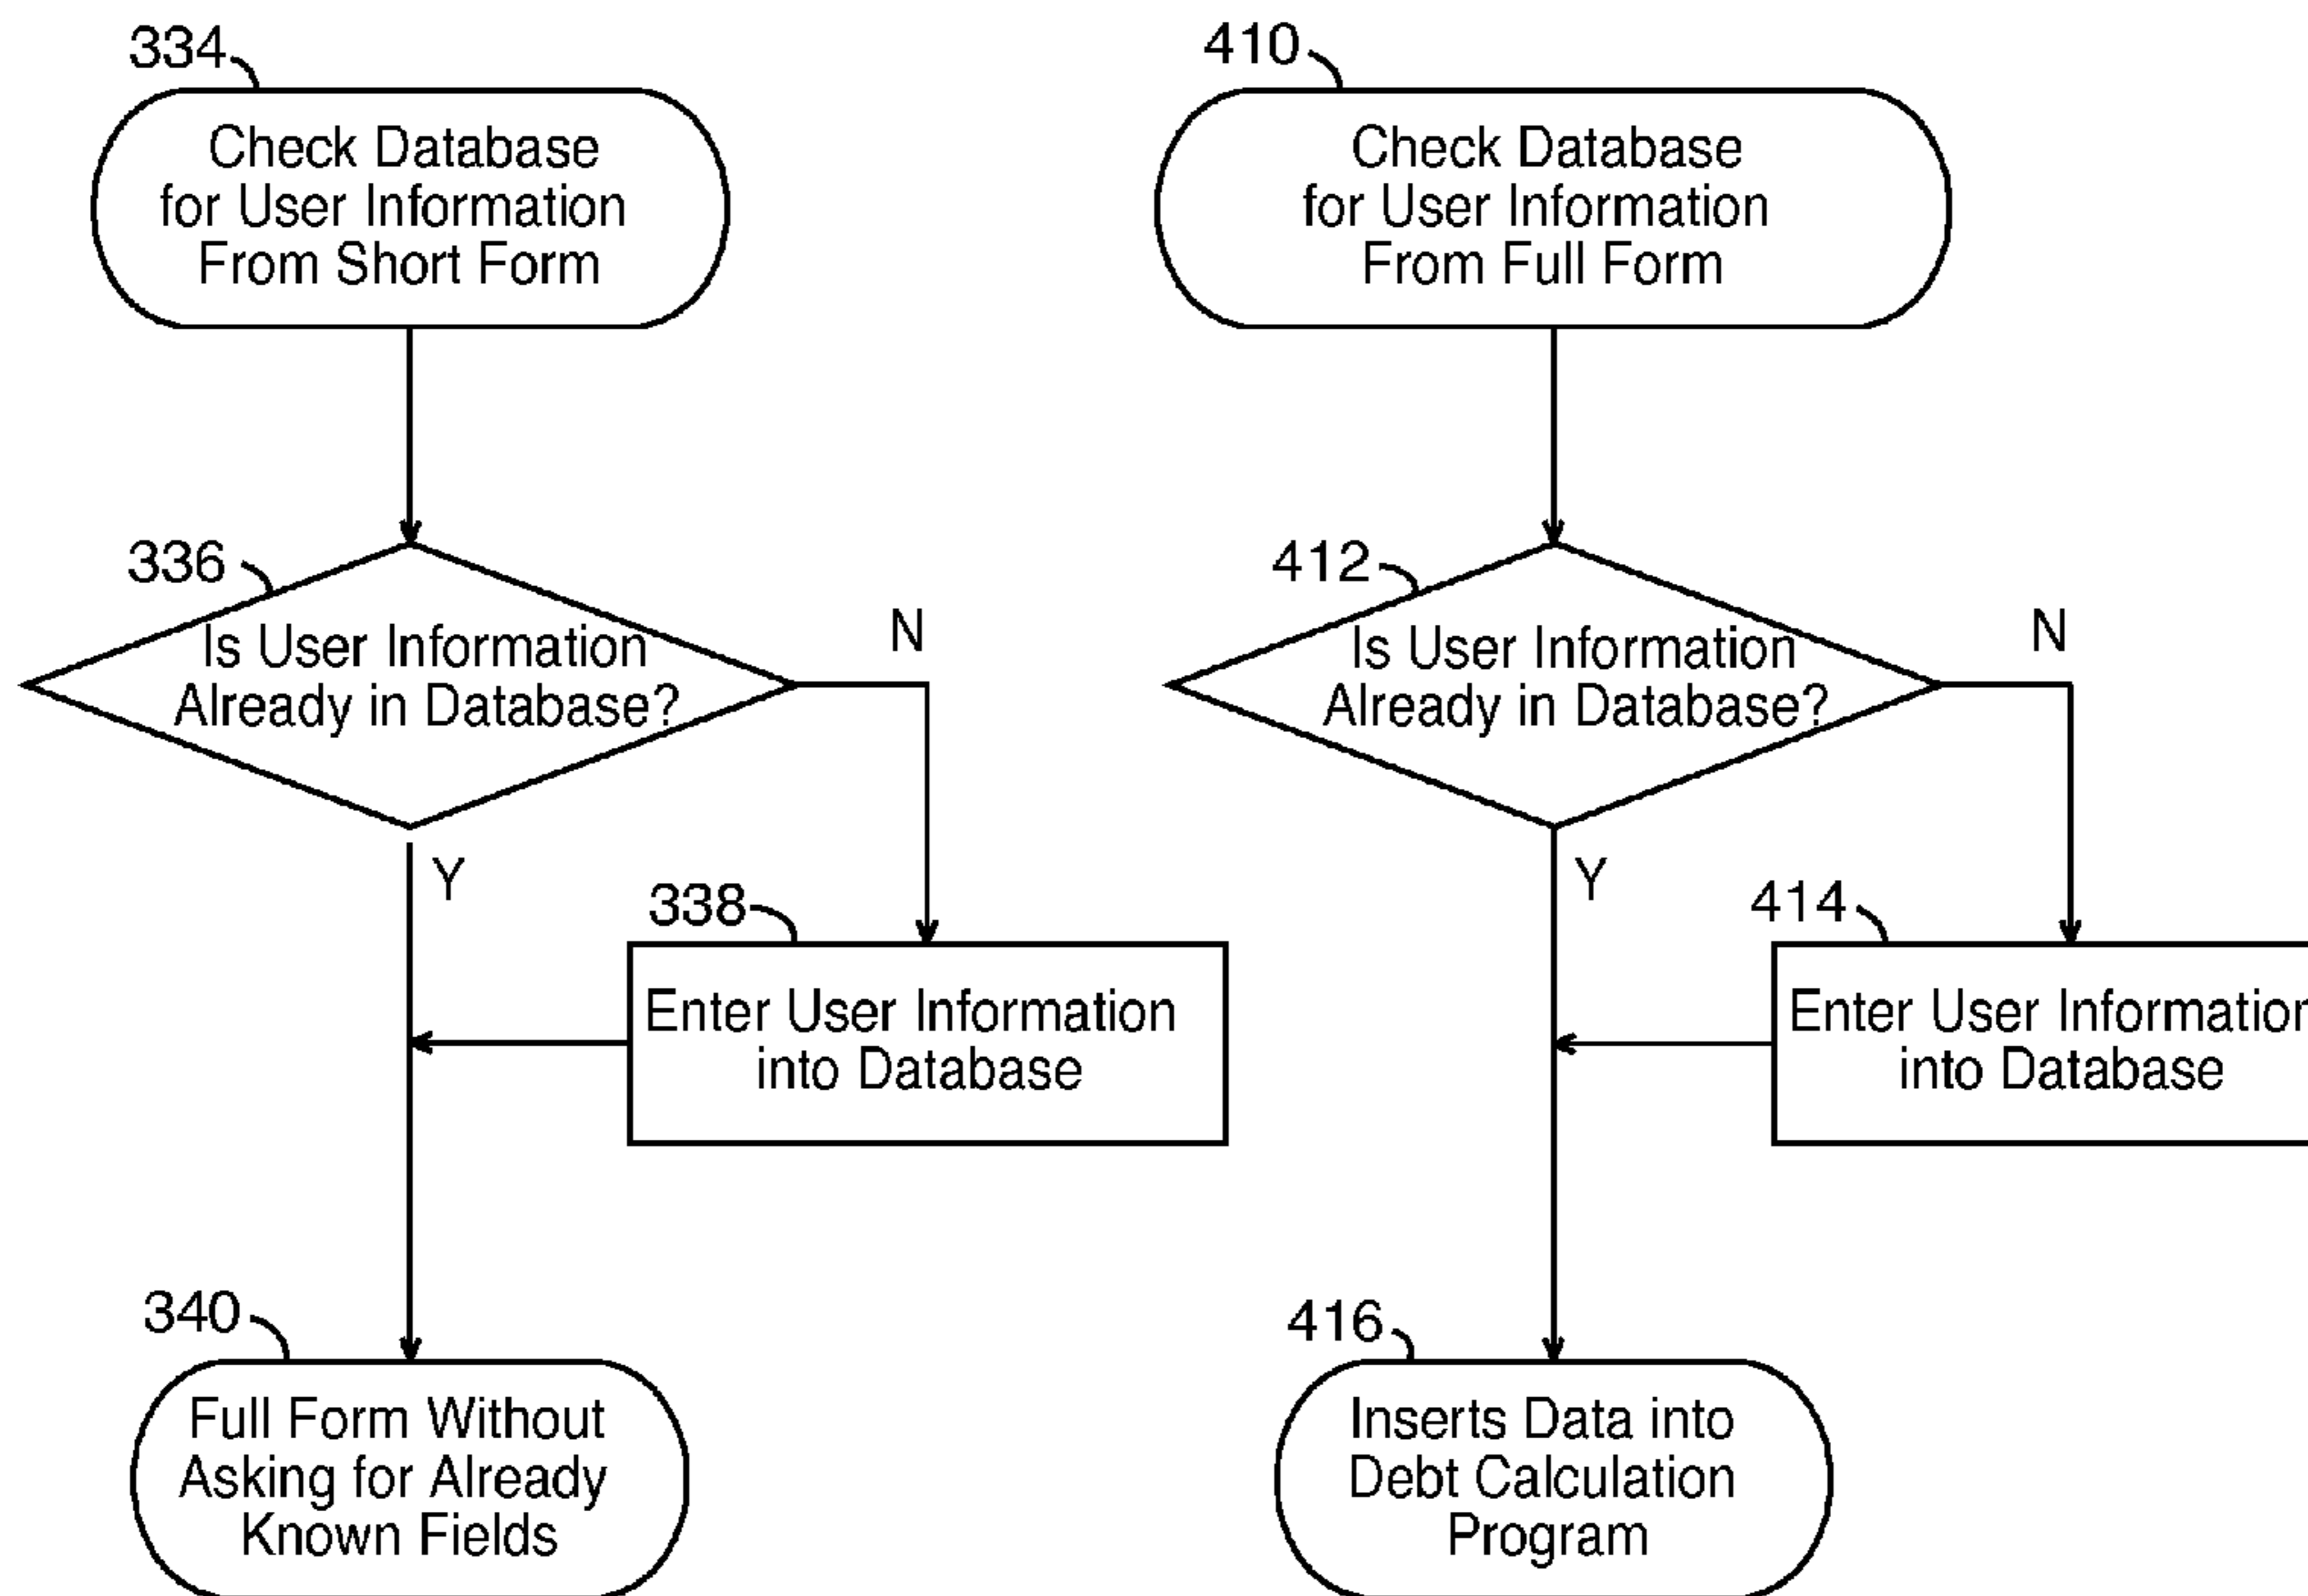 334
Check Database
for User Information
From Short Form
336
Is User Information
Already in Database?
N
Y
338
Enter User Information
into Database
340
Full Form Without
Asking for Already
Known Fields
410
Check Database
for User Information
From Full Form
412
Is User Information
Already in Database?
N
Y
414
Enter User Information
into Database
416
Inserts Data into
Debt Calculation
Program